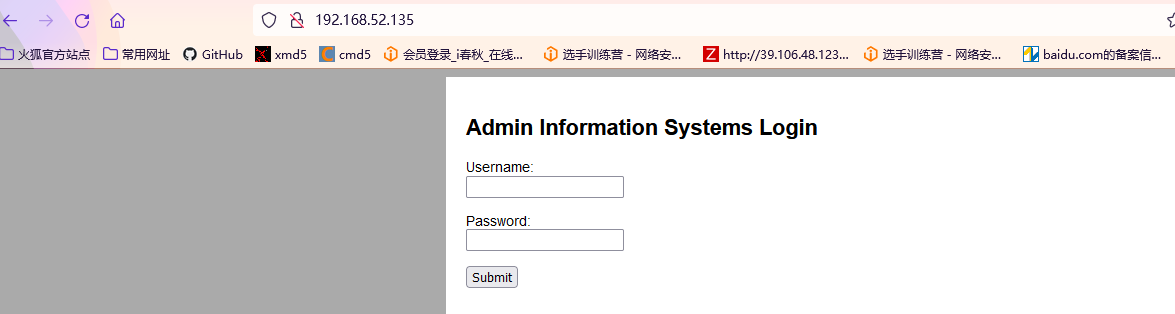 192.168.52.135
火狐官方站点 常用网址 GitHub xmd5 cmd5 会员登录_i春秋_在线... 选手训练营 - 网络安... http://39.106.48.123... 选手训练营 - 网络安... baidu.com的备案信...
Admin Information Systems Login
Username:
Password:
Submit